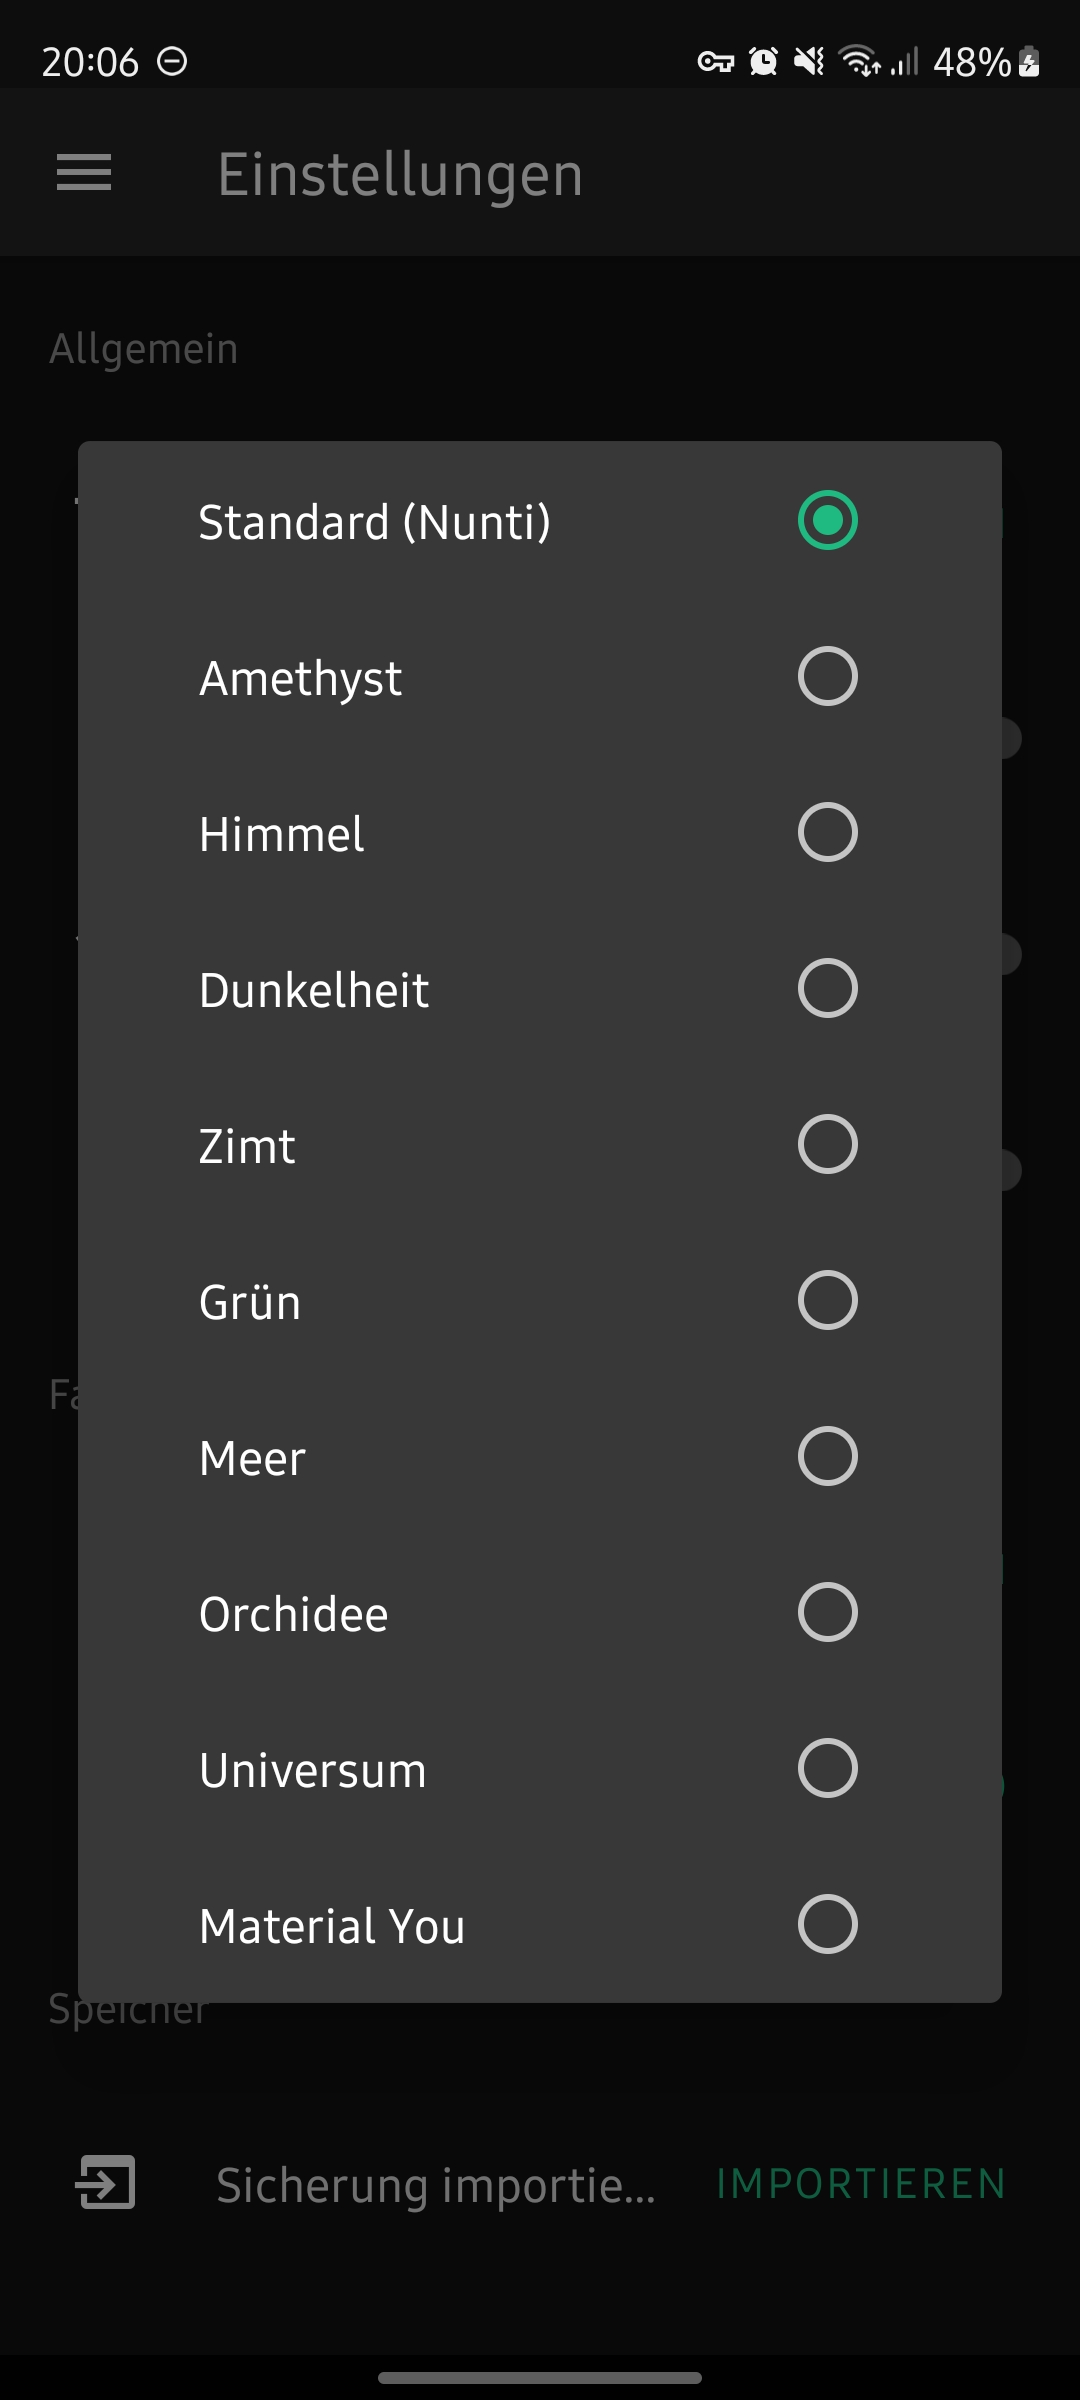 20:06
48%
Einstellungen
Allgemein
Standard (Nunti)
Amethyst
Himmel
Dunkelheit
Zimt
Grün
Fa
Meer
Orchidee
Universum
Material You
Speicher
Sicherung importie...
IMPORTIEREN